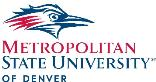 METROPOLITAN
STATE UNIVERSITY
OF DENVER